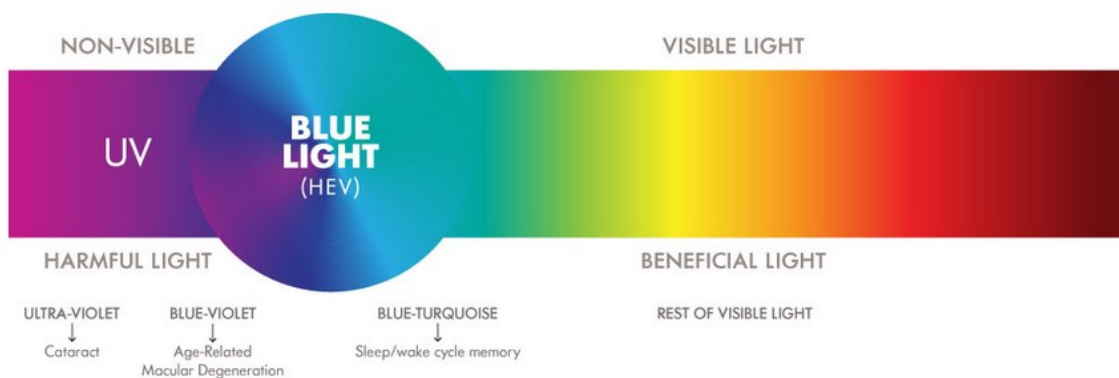 NON-VISIBLE
VISIBLE LIGHT
UV
BLUE
LIGHT
(HEV)
HARMFUL LIGHT
BENEFICIAL LIGHT
ULTRA-VIOLET
↓
Cataract
BLUE-VIOLET
↓
Age-Related
Macular Degeneration
BLUE-TURQUOISE
↓
Sleep/wake cycle memory
REST OF VISIBLE LIGHT